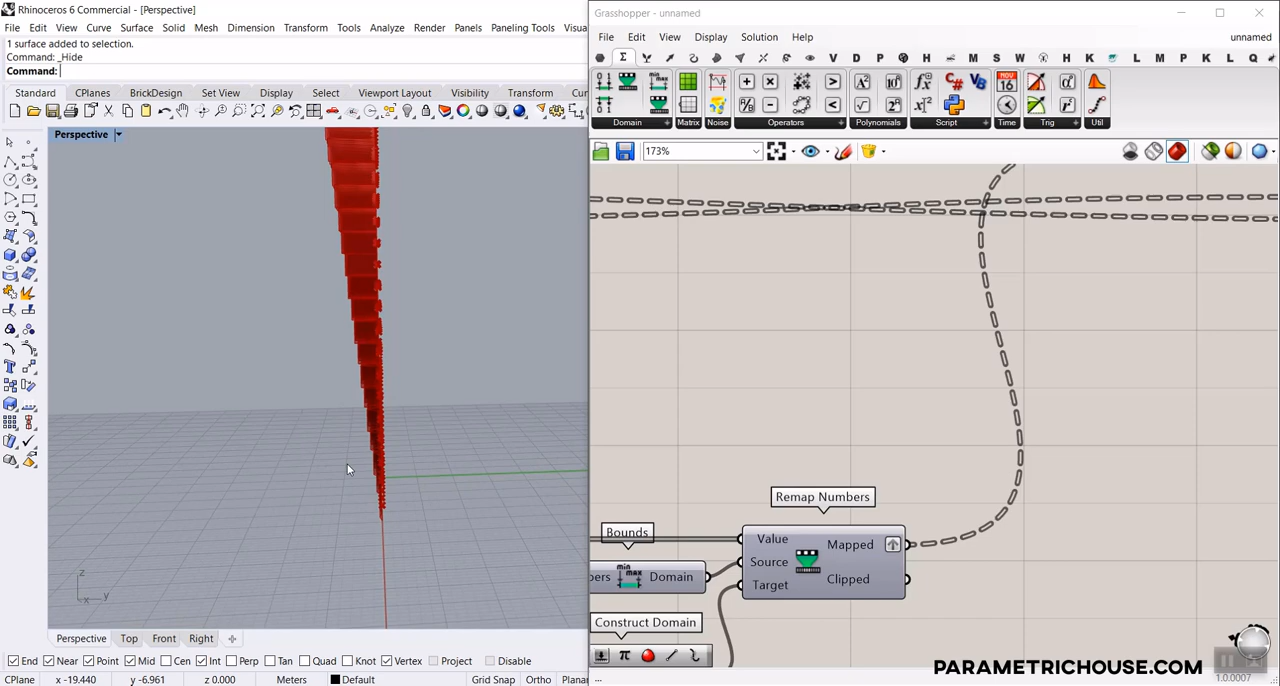 Rhinoceros 6 Commercial - [Perspective]
File Edit View Curve Surface Solid Mesh Dimension Transform Tools Analyze Render Panels Paneling Tools
1 surface added to selection.
Command: _Hide
Command:
Standard CPlanes BrickDesign Set View Display Select Viewport Layout Visibility Transform
Perspective
z
x y
Perspective Top Front Right
End Near Point Mid Cen Int Perp Tan Quad Knot Vertex Project Disable
CPlane x -19.440 y -6.961 z 0.000 Meters Default Grid Snap Ortho Planar
Grasshopper - unnamed
File Edit View Display Solution Help unnamed
Σ V D P H M S W H K L M P K L Q
Domain Matrix Noise Operators Polynomials Script Time Trig Util
173%
Remap Numbers
Bounds
Value
Source
Target
Mapped
Clipped
bers Domain
min
max
Construct Domain
PARAMETRICHOUSE.COM
1.0.0007